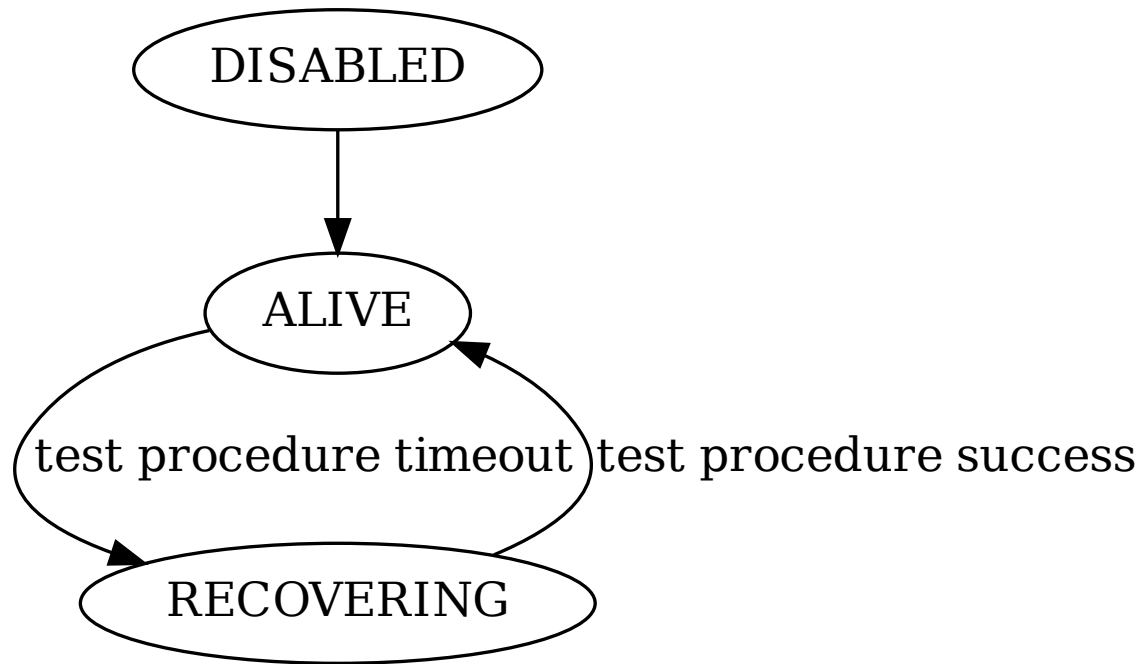 DISABLED
ALIVE
test procedure timeout
test procedure success
RECOVERING